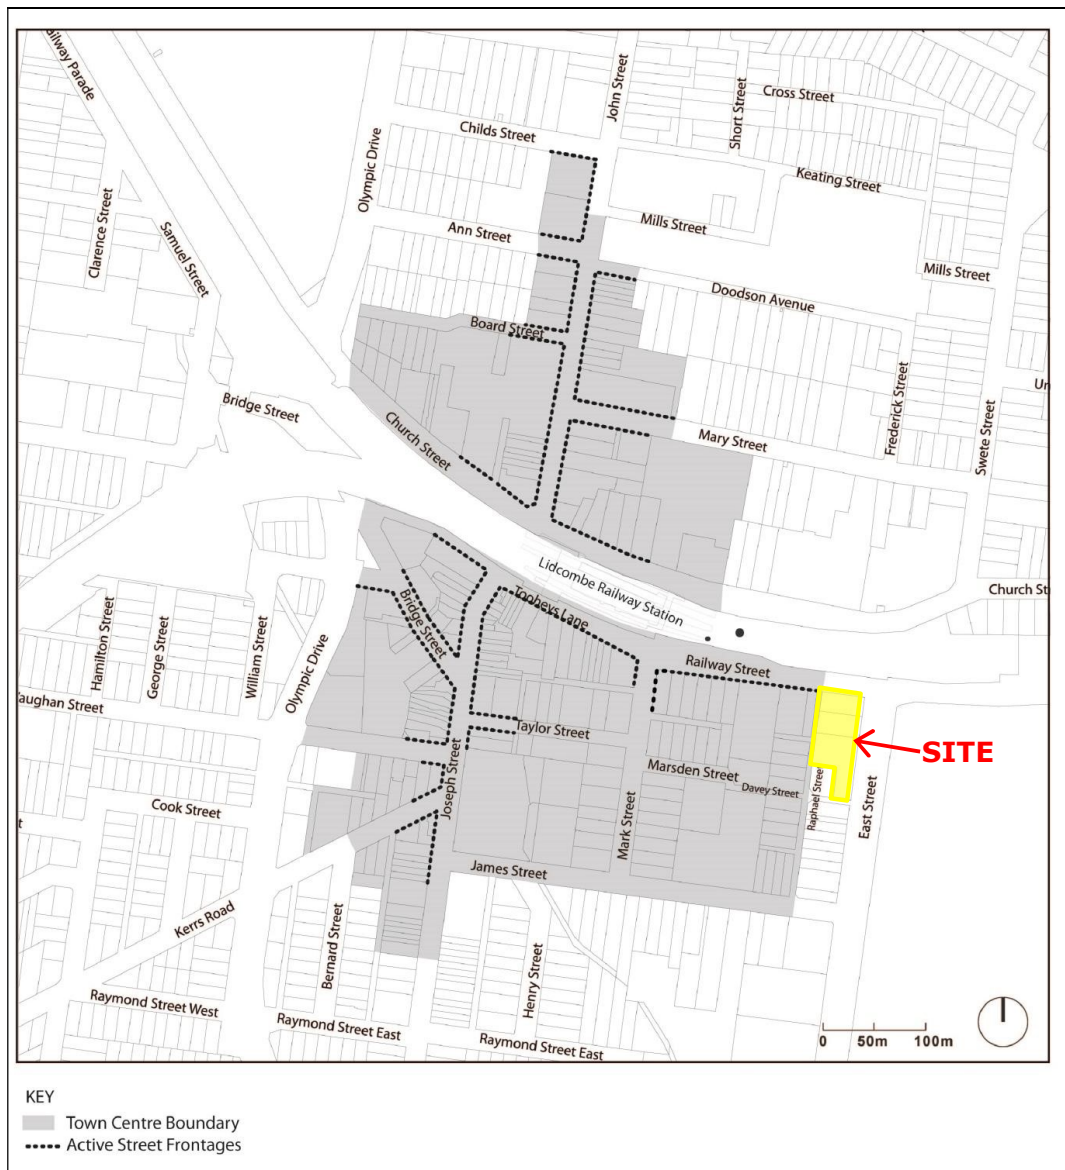 ailway Parade
John Street
Short Street
Cross Street
Childs Street
Olympic Drive
Keating Street
Clarence Street
Samuel Street
Ann Street
Mills Street
Mills Street
Doodson Avenue
Board Street
Frederick Street
Un
Bridge Street
Church Street
Mary Street
Swete Street
Lidcombe Railway Station
Church St
Tooheys Lane
Bridge Street
Hamilton Street
George Street
William Street
Olympic Drive
Railway Street
aughan Street
Taylor Street
SITE
Marsden Street
Davey Street
Raphael Street
East Street
Cook Street
t
Joseph Street
Mark Street
James Street
Kerrs Road
Bernard Street
Henry Street
Raymond Street West
Raymond Street East
Raymond Street East
0 50m 100m
KEY
Town Centre Boundary
Active Street Frontages